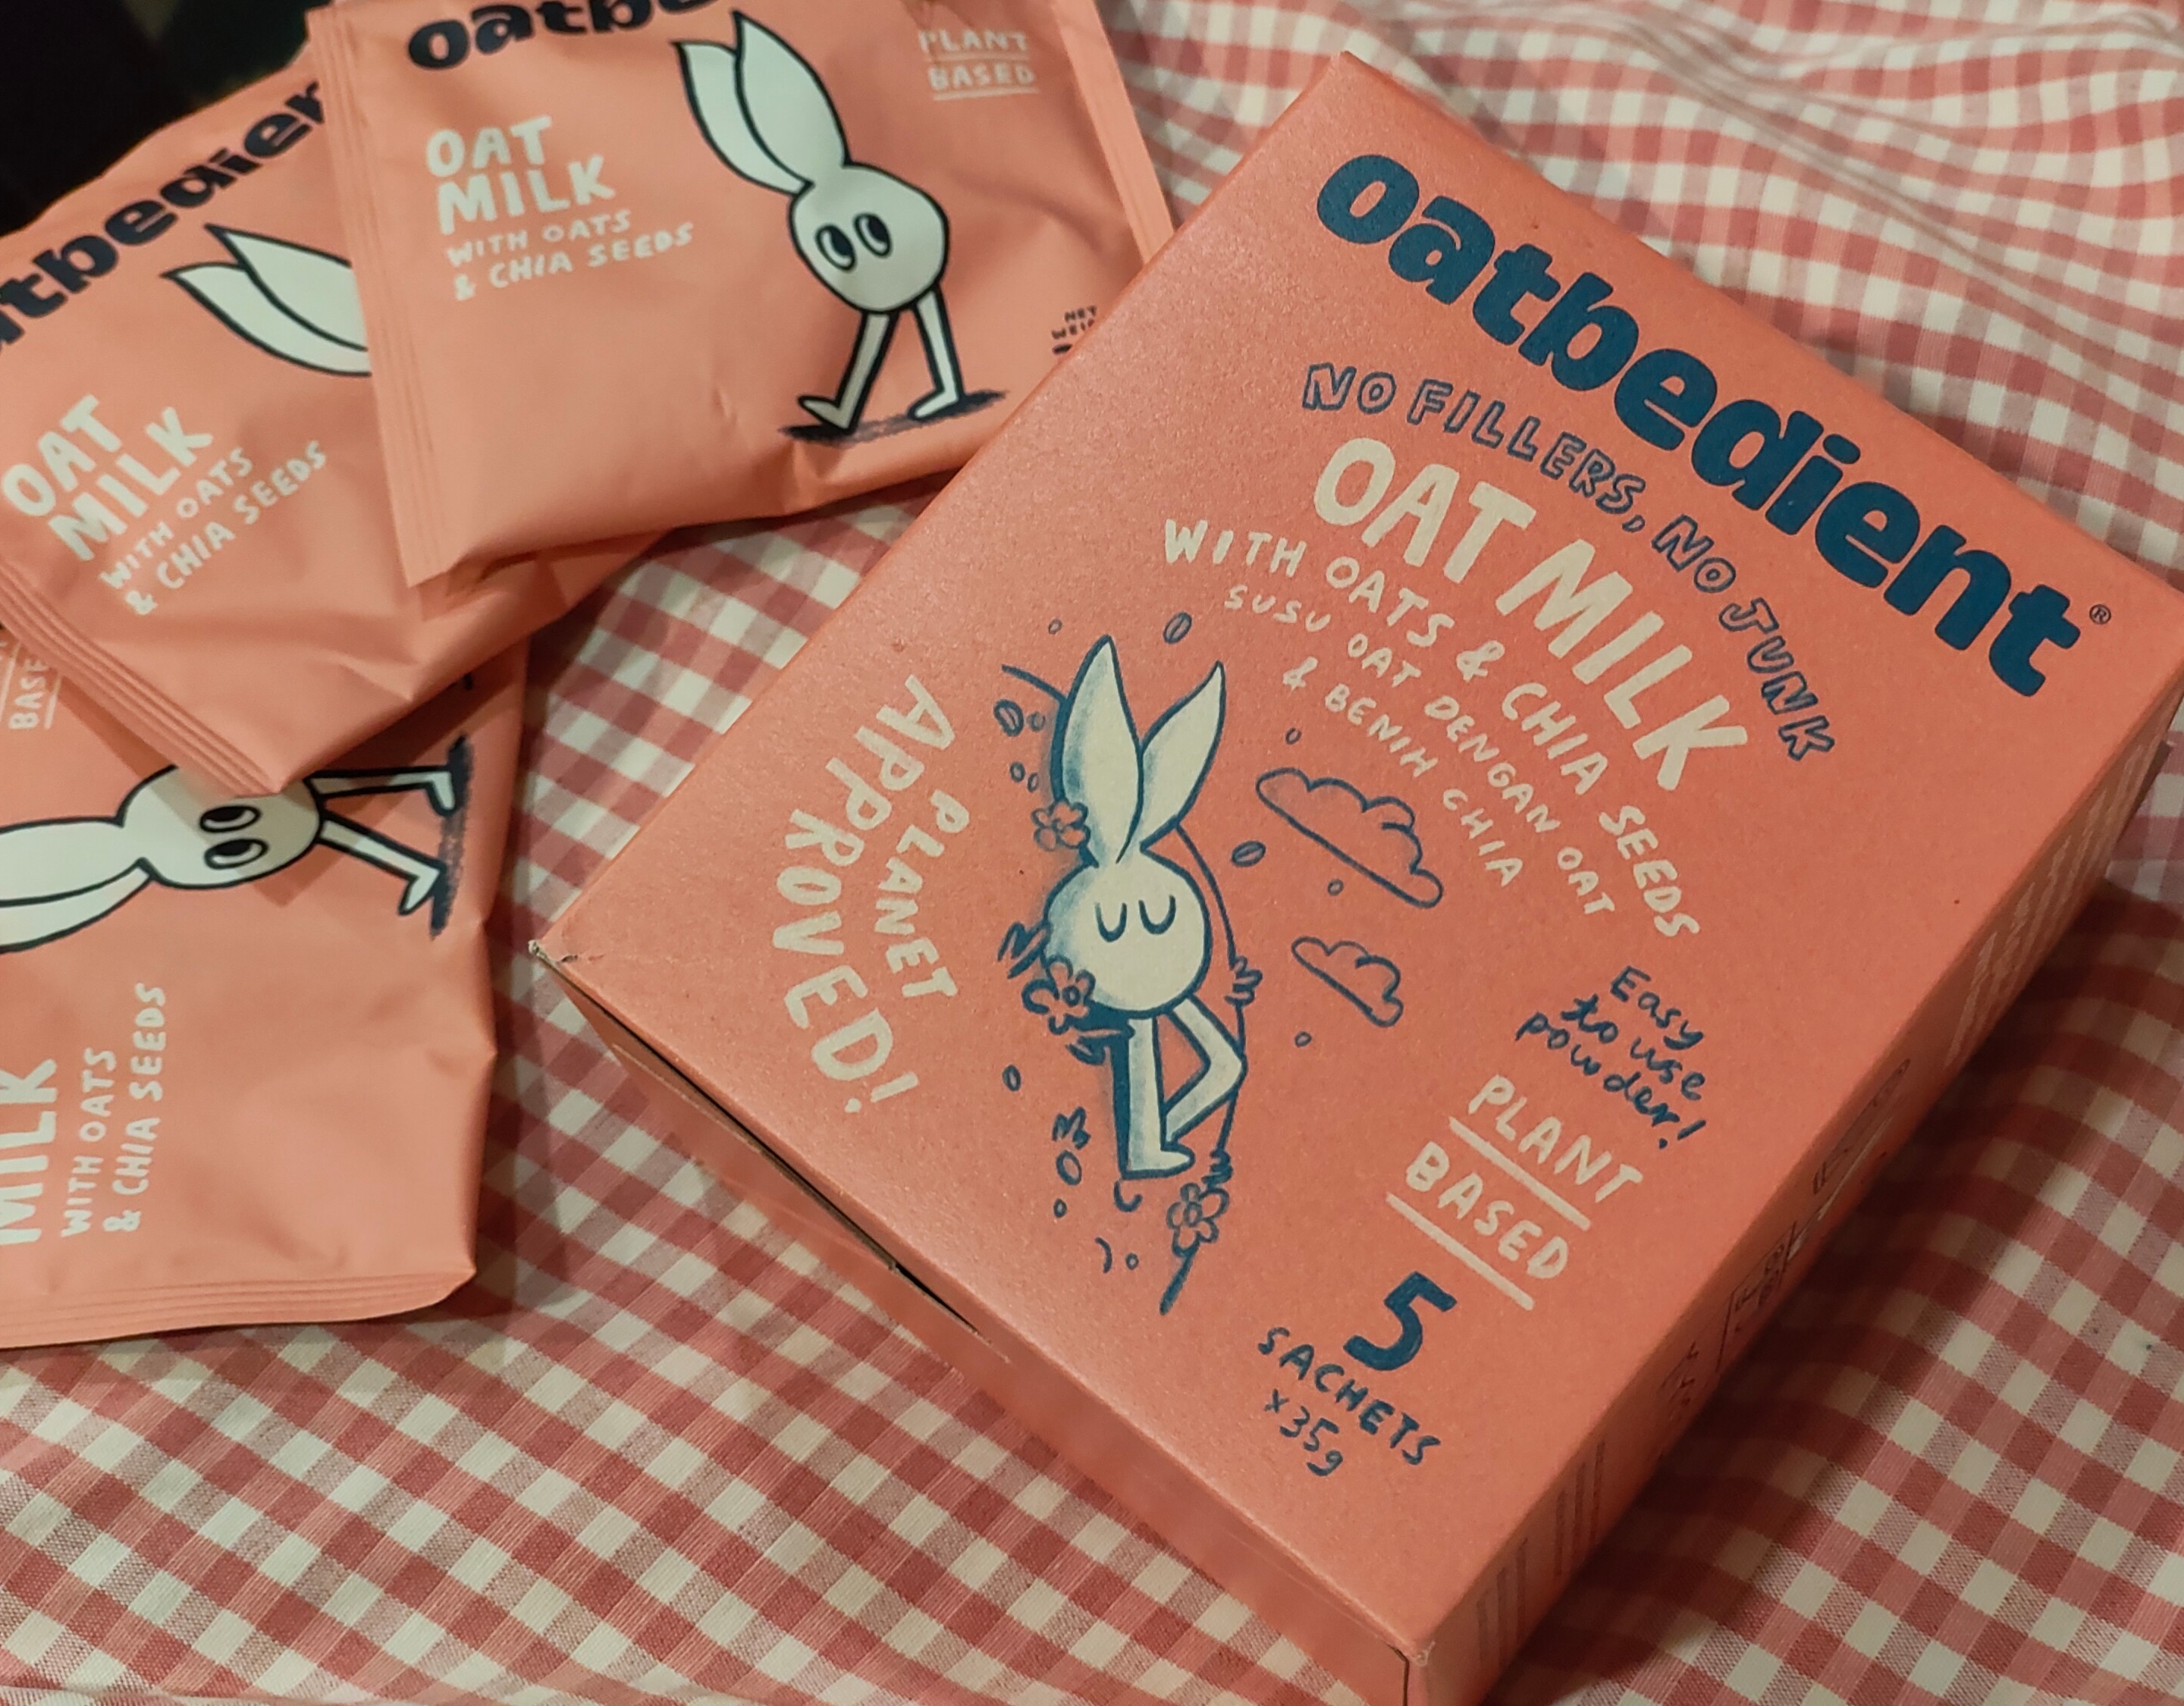 oatbedient®
NO FILLERS, NO JUNK
OAT MILK
WITH OATS & CHIA SEEDS
SUSU OAT DENGAN OAT
& BENIH CHIA
PLANET
APPROVED!
Easy
to use
powder!
PLANT
BASED
5
SACHETS
x35g
PLANT
BASED
OAT
MILK
WITH OATS
& CHIA SEEDS
NET
OAT
MILK
WITH OATS
& CHIA SEEDS
MILK
WITH OATS
& CHIA SEEDS